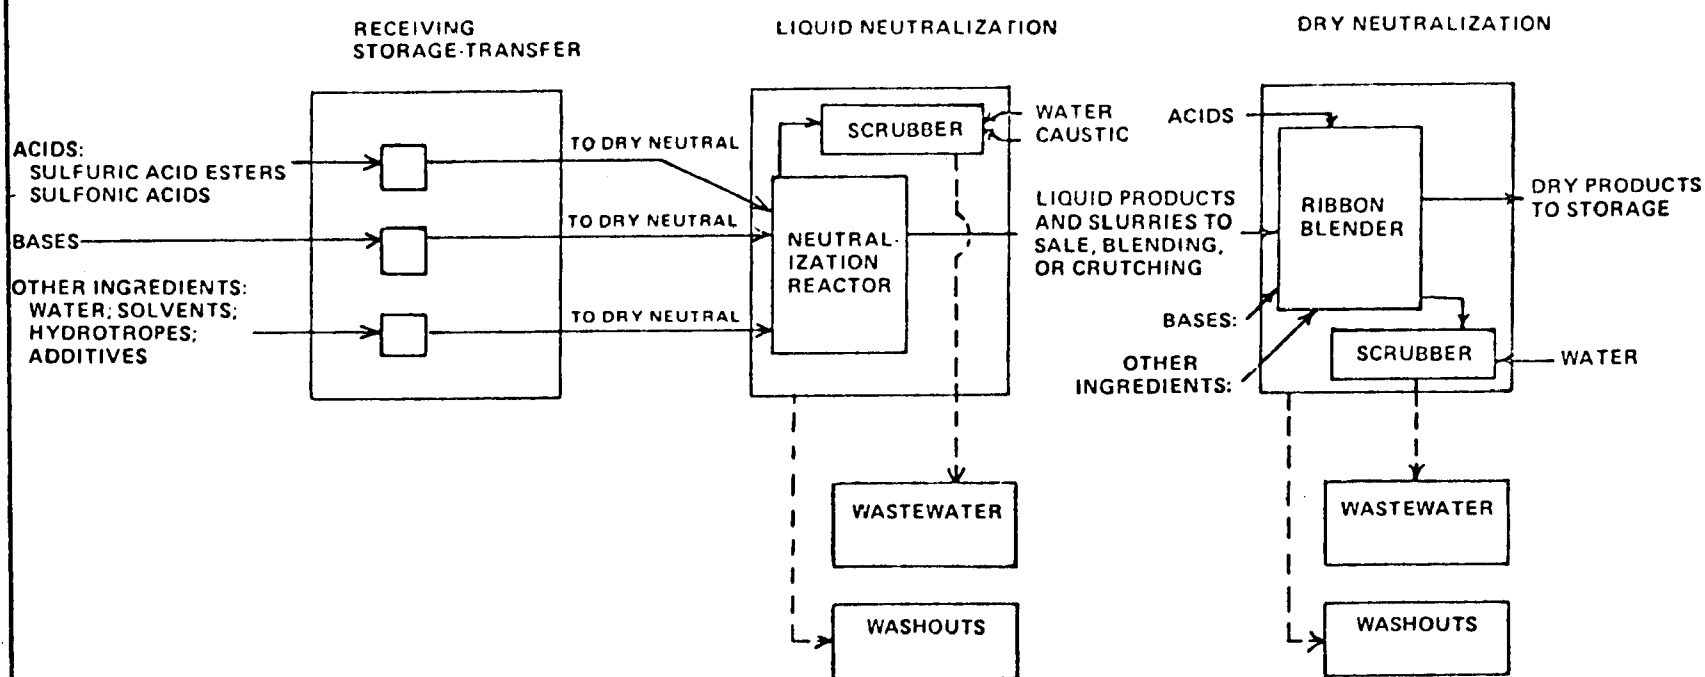 RECEIVING
STORAGE-TRANSFER
LIQUID NEUTRALIZATION
DRY NEUTRALIZATION
ACIDS:
SULFURIC ACID ESTERS
SULFONIC ACIDS
BASES
OTHER INGREDIENTS:
WATER; SOLVENTS;
HYDROTROPES;
ADDITIVES
TO DRY NEUTRAL
TO DRY NEUTRAL
TO DRY NEUTRAL
SCRUBBER
WATER
CAUSTIC
NEUTRAL-
IZATION
REACTOR
LIQUID PRODUCTS
AND SLURRIES TO
SALE, BLENDING,
OR CRUTCHING
WASTEWATER
WASHOUTS
ACIDS
RIBBON
BLENDER
DRY PRODUCTS
TO STORAGE
BASES:
OTHER
INGREDIENTS:
SCRUBBER
WATER
WASTEWATER
WASHOUTS